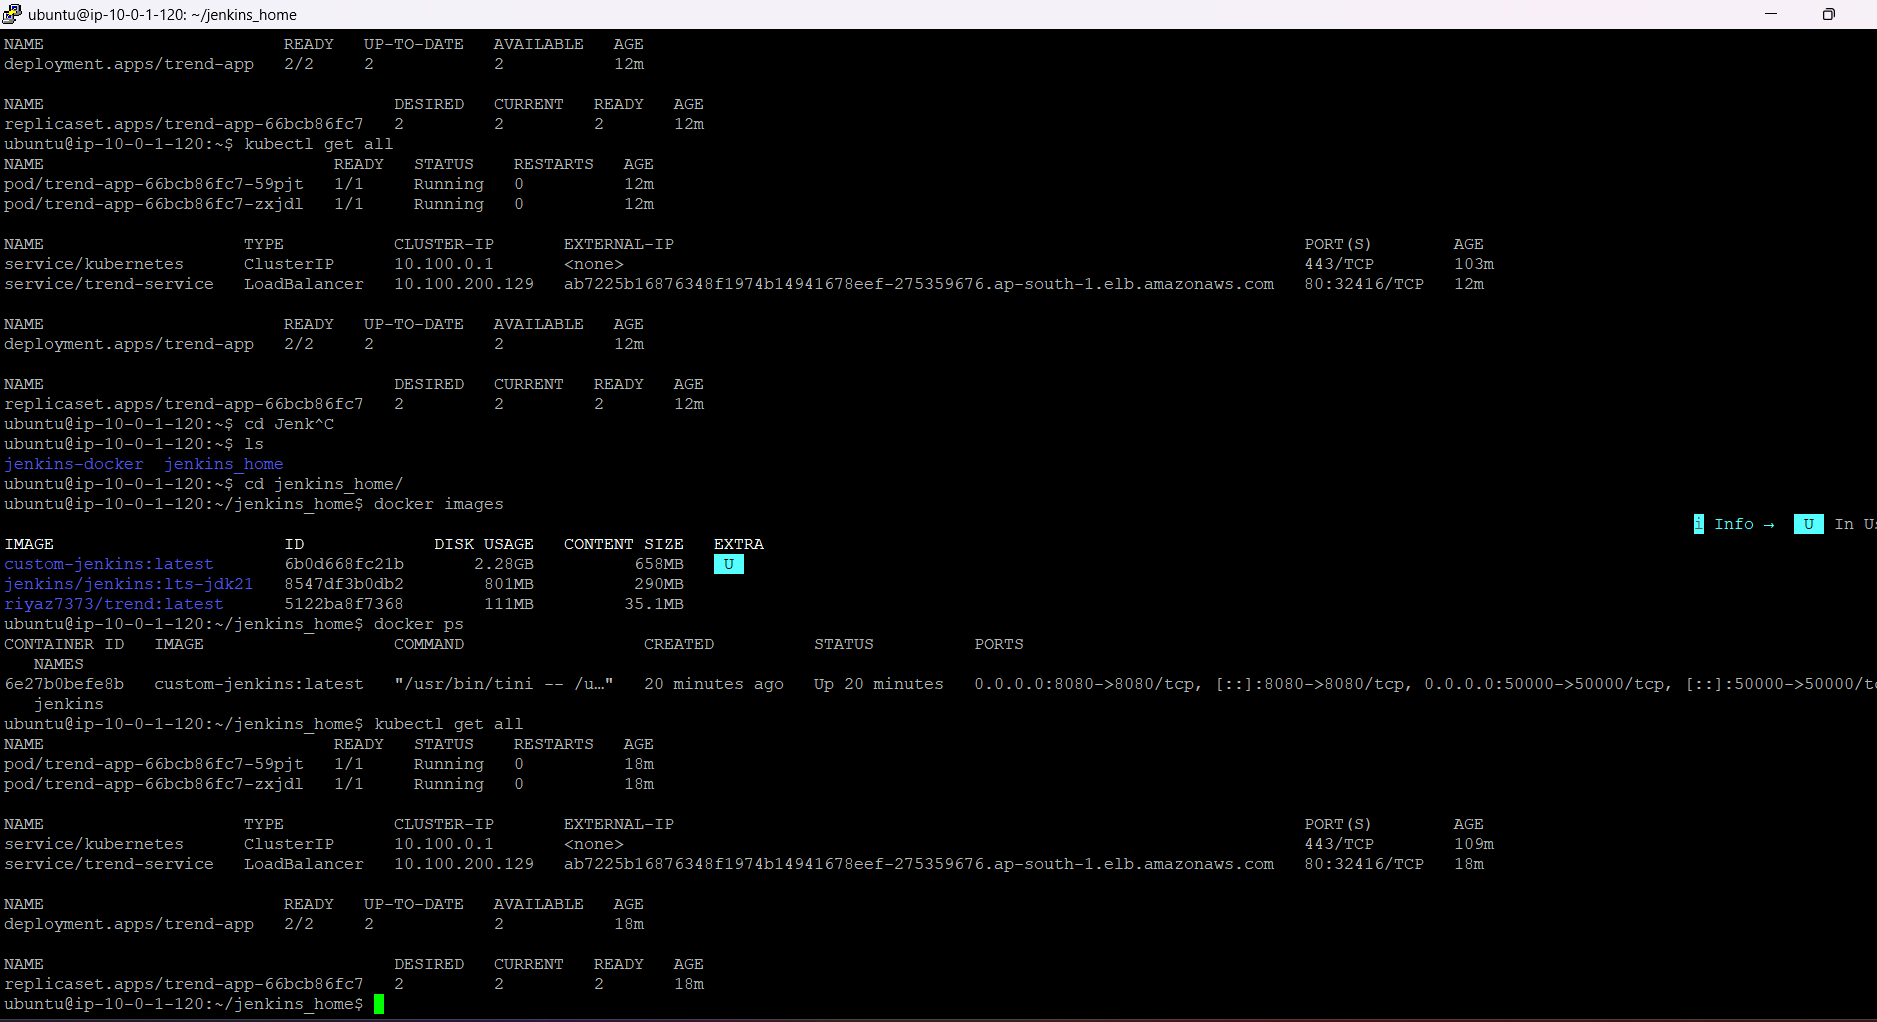 ubuntu@ip-10-0-1-120: ~/jenkins_home
NAME READY UP-TO-DATE AVAILABLE AGE
deployment.apps/trend-app 2/2 2 2 12m
NAME DESIRED CURRENT READY AGE
replicaset.apps/trend-app-66bcb86fc7 2 2 2 12m
ubuntu@ip-10-0-1-120:~$ kubectl get all
NAME READY STATUS RESTARTS AGE
pod/trend-app-66bcb86fc7-59pjt 1/1 Running 0 12m
pod/trend-app-66bcb86fc7-zxjdl 1/1 Running 0 12m
NAME TYPE CLUSTER-IP EXTERNAL-IP PORT(S) AGE
service/kubernetes ClusterIP 10.100.0.1 <none> 443/TCP 103m
service/trend-service LoadBalancer 10.100.200.129 ab7225b16876348f1974b14941678eef-275359676.ap-south-1.elb.amazonaws.com 80:32416/TCP 12m
NAME READY UP-TO-DATE AVAILABLE AGE
deployment.apps/trend-app 2/2 2 2 12m
NAME DESIRED CURRENT READY AGE
replicaset.apps/trend-app-66bcb86fc7 2 2 2 12m
ubuntu@ip-10-0-1-120:~$ cd Jenk^C
ubuntu@ip-10-0-1-120:~$ ls
jenkins-docker jenkins_home
ubuntu@ip-10-0-1-120:~$ cd jenkins_home/
ubuntu@ip-10-0-1-120:~/jenkins_home$ docker images
i Info → U In Us
IMAGE ID DISK USAGE CONTENT SIZE EXTRA
custom-jenkins:latest 6b0d668fc21b 2.28GB 658MB U
jenkins/jenkins:lts-jdk21 8547df3b0db2 801MB 290MB
riyaz7373/trend:latest 5122ba8f7368 111MB 35.1MB
ubuntu@ip-10-0-1-120:~/jenkins_home$ docker ps
CONTAINER ID IMAGE COMMAND CREATED STATUS PORTS
NAMES
6e27b0befe8b custom-jenkins:latest "/usr/bin/tini -- /u…" 20 minutes ago Up 20 minutes 0.0.0.0:8080->8080/tcp, [::]:8080->8080/tcp, 0.0.0.0:50000->50000/tcp, [::]:50000->50000/tc
jenkins
ubuntu@ip-10-0-1-120:~/jenkins_home$ kubectl get all
NAME READY STATUS RESTARTS AGE
pod/trend-app-66bcb86fc7-59pjt 1/1 Running 0 18m
pod/trend-app-66bcb86fc7-zxjdl 1/1 Running 0 18m
NAME TYPE CLUSTER-IP EXTERNAL-IP PORT(S) AGE
service/kubernetes ClusterIP 10.100.0.1 <none> 443/TCP 109m
service/trend-service LoadBalancer 10.100.200.129 ab7225b16876348f1974b14941678eef-275359676.ap-south-1.elb.amazonaws.com 80:32416/TCP 18m
NAME READY UP-TO-DATE AVAILABLE AGE
deployment.apps/trend-app 2/2 2 2 18m
NAME DESIRED CURRENT READY AGE
replicaset.apps/trend-app-66bcb86fc7 2 2 2 18m
ubuntu@ip-10-0-1-120:~/jenkins_home$